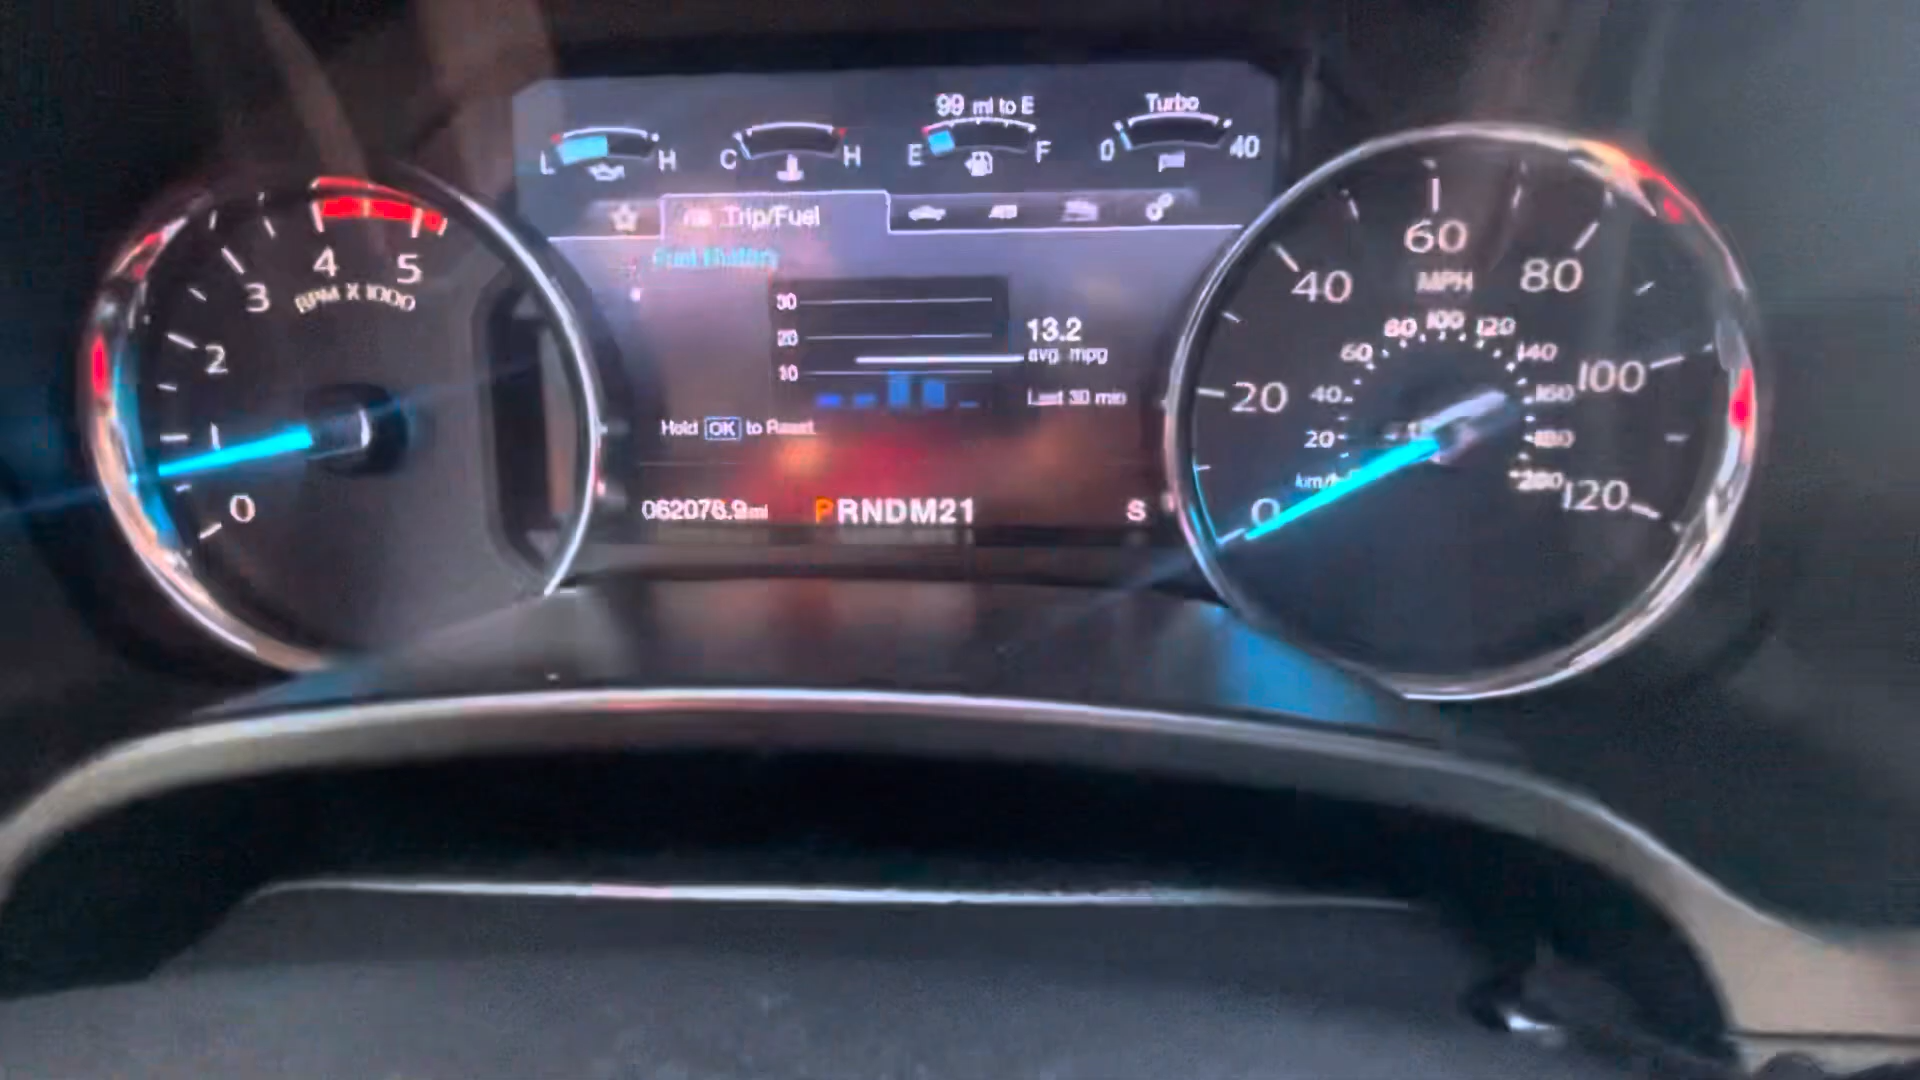 99 mi to E
Turbo
L H
C H
E F
0 40
psi
Trip/Fuel
Fuel History
30
20
10
13.2
avg. mpg
Last 30 min
Hold OK to Reset
062076.9mi
PRNDM21
S
0 1 2 3 4 5
RPM X 1000
0 20 40 60 80 100 120
MPH
20 40 60 80 100 120 140 160 180 200
km/h